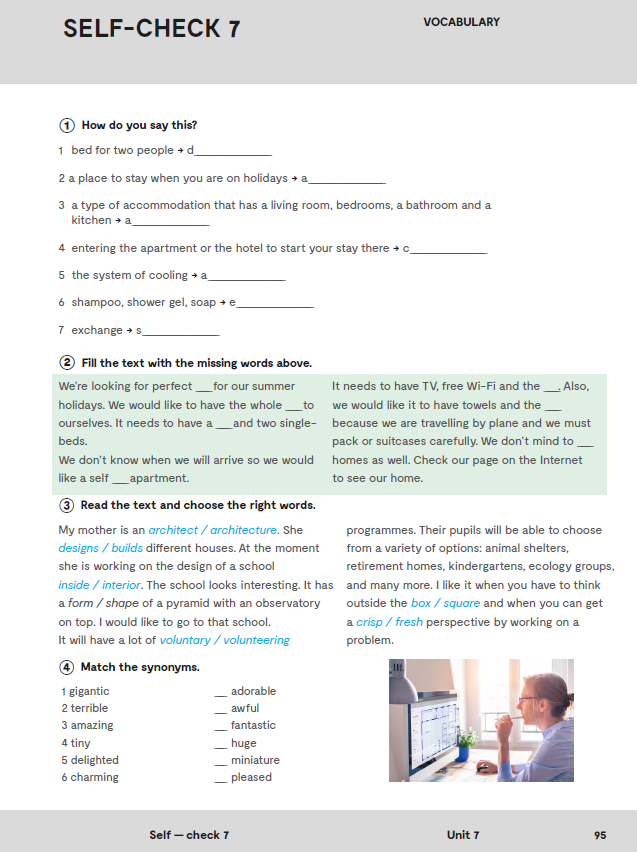 SELF-CHECK 7
VOCABULARY
1 How do you say this?
1 bed for two people → d____________
2 a place to stay when you are on holidays → a____________
3 a type of accommodation that has a living room, bedrooms, a bathroom and a
kitchen → a____________
4 entering the apartment or the hotel to start your stay there → c____________
5 the system of cooling → a____________
6 shampoo, shower gel, soap → e____________
7 exchange → s____________
2 Fill the text with the missing words above.
We're looking for perfect ___for our summer
holidays. We would like to have the whole ___to
ourselves. It needs to have a ___and two single-
beds.
We don't know when we will arrive so we would
like a self ___apartment.
It needs to have TV, free Wi-Fi and the ___. Also,
we would like it to have towels and the ___
because we are travelling by plane and we must
pack or suitcases carefully. We don't mind to ___
homes as well. Check our page on the Internet
to see our home.
3 Read the text and choose the right words.
My mother is an architect / architecture. She
designs / builds different houses. At the moment
she is working on the design of a school
inside / interior. The school looks interesting. It has
a form / shape of a pyramid with an observatory
on top. I would like to go to that school.
It will have a lot of voluntary / volunteering
programmes. Their pupils will be able to choose
from a variety of options: animal shelters,
retirement homes, kindergartens, ecology groups,
and many more. I like it when you have to think
outside the box / square and when you can get
a crisp / fresh perspective by working on a
problem.
4 Match the synonyms.
1 gigantic
2 terrible
3 amazing
4 tiny
5 delighted
6 charming
__ adorable
__ awful
__ fantastic
__ huge
__ miniature
__ pleased
Self — check 7
Unit 7
95